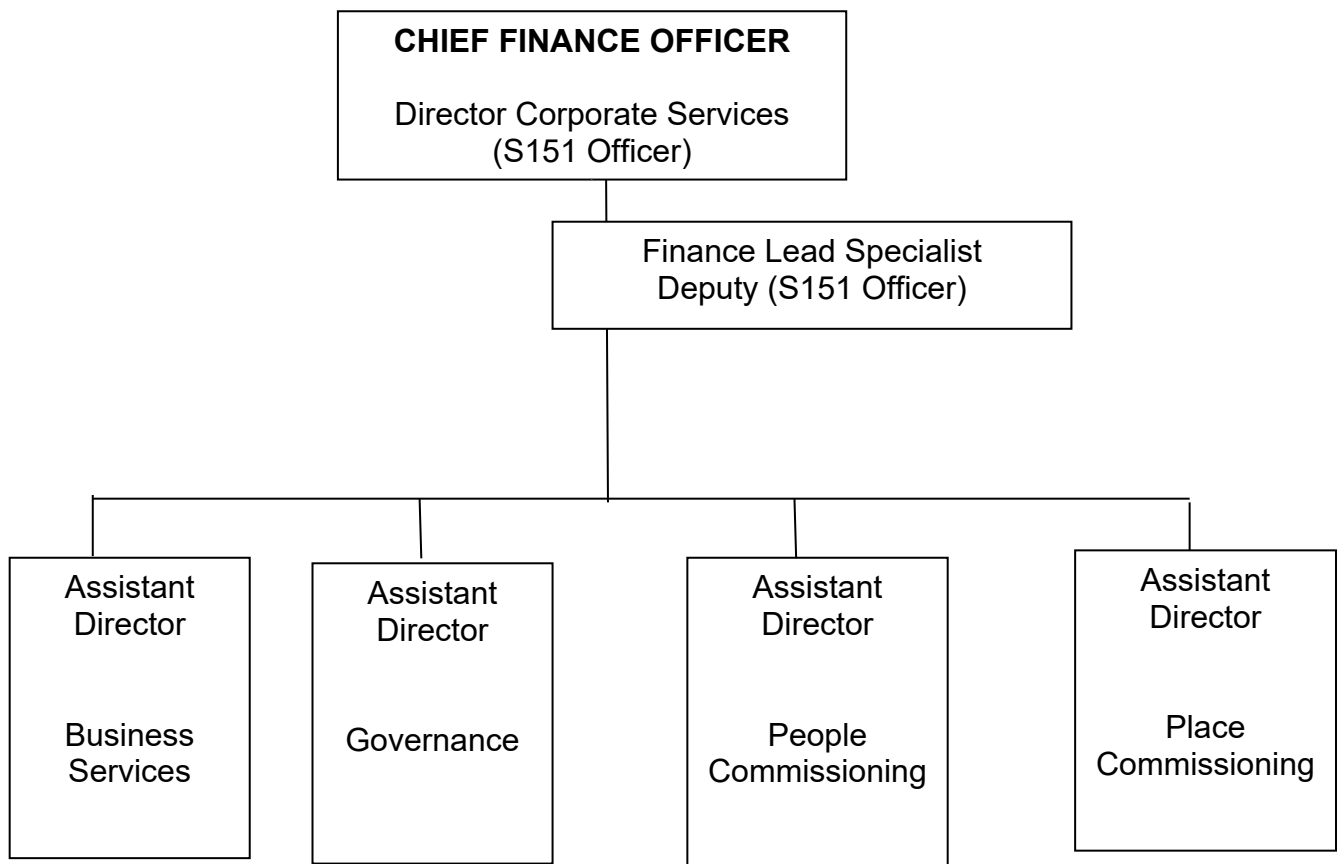 CHIEF FINANCE OFFICER
Director Corporate Services
(S151 Officer)
Finance Lead Specialist
Deputy (S151 Officer)
Assistant
Director
Business
Services
Assistant
Director
Governance
Assistant
Director
People
Commissioning
Assistant
Director
Place
Commissioning